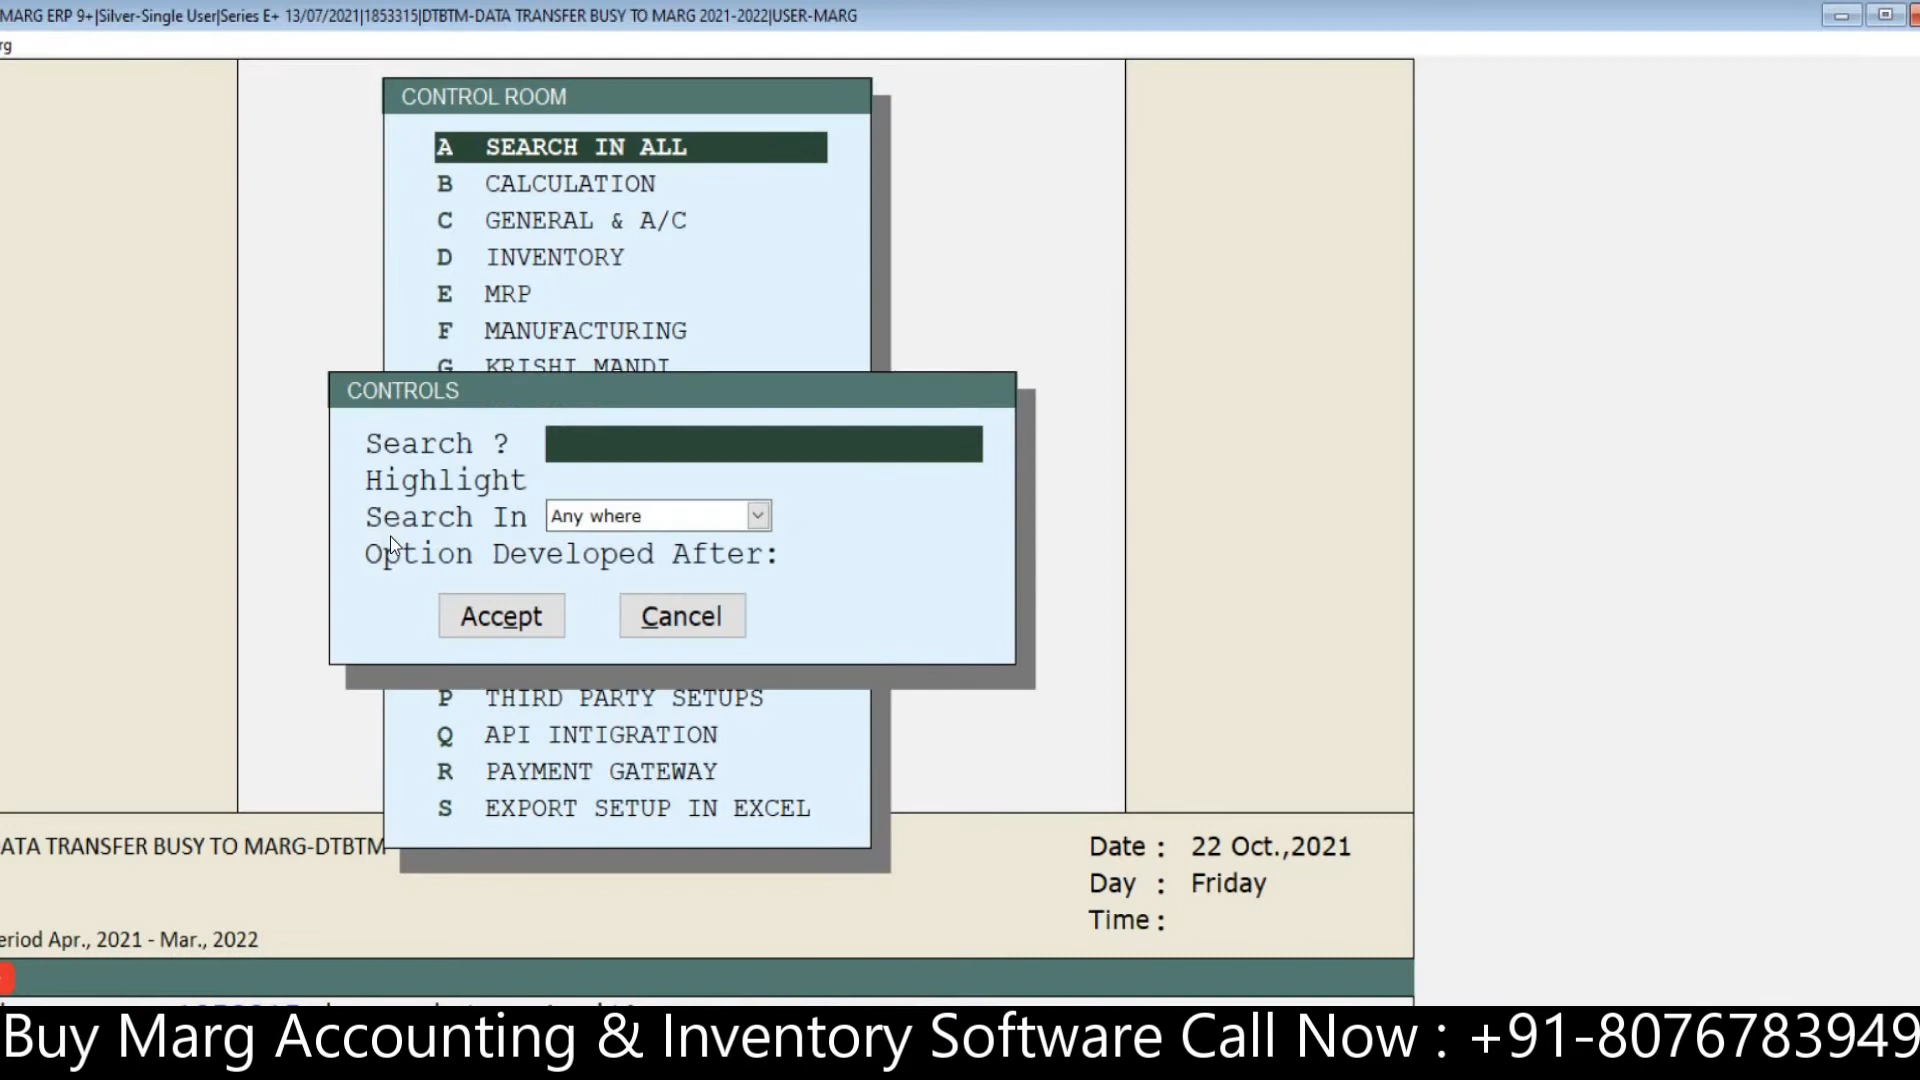 MARG ERP 9+|Silver-Single User|Series E+ 13/07/2021|1853315|DTBTM-DATA TRANSFER BUSY TO MARG 2021-2022|USER-MARG
rg
CONTROL ROOM
A SEARCH IN ALL
B CALCULATION
C GENERAL & A/C
D INVENTORY
E MRP
F MANUFACTURING
G KRISHI MANDI
CONTROLS
Search ?
Highlight
Search In Any where
Option Developed After:
Accept Cancel
P THIRD PARTY SETUPS
Q API INTIGRATION
R PAYMENT GATEWAY
S EXPORT SETUP IN EXCEL
ATA TRANSFER BUSY TO MARG-DTBTM
Date : 22 Oct.,2021
Day : Friday
Time :
eriod Apr., 2021 - Mar., 2022
Buy Marg Accounting & Inventory Software Call Now : +91-8076783949